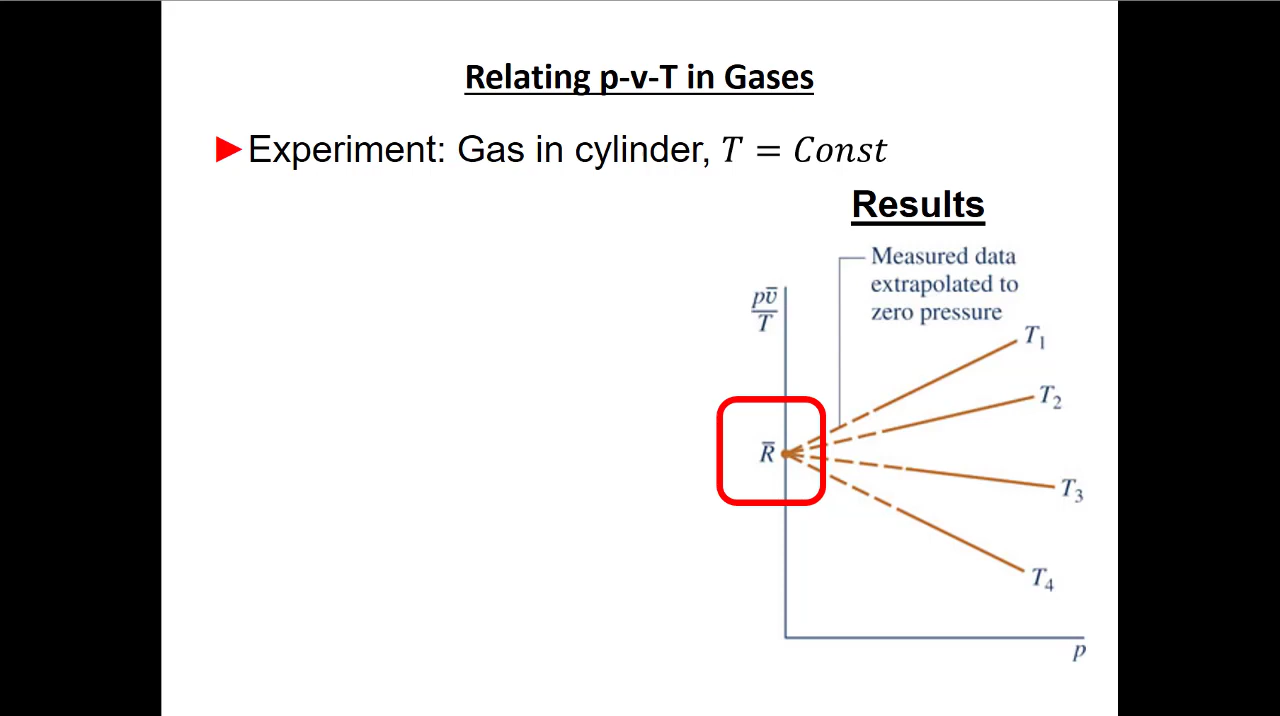 Relating p-v-T in Gases
►Experiment: Gas in cylinder, T = Const
Results
Measured data
extrapolated to
zero pressure
pv̅
T
T₁
T₂
R̅
T₃
T₄
p